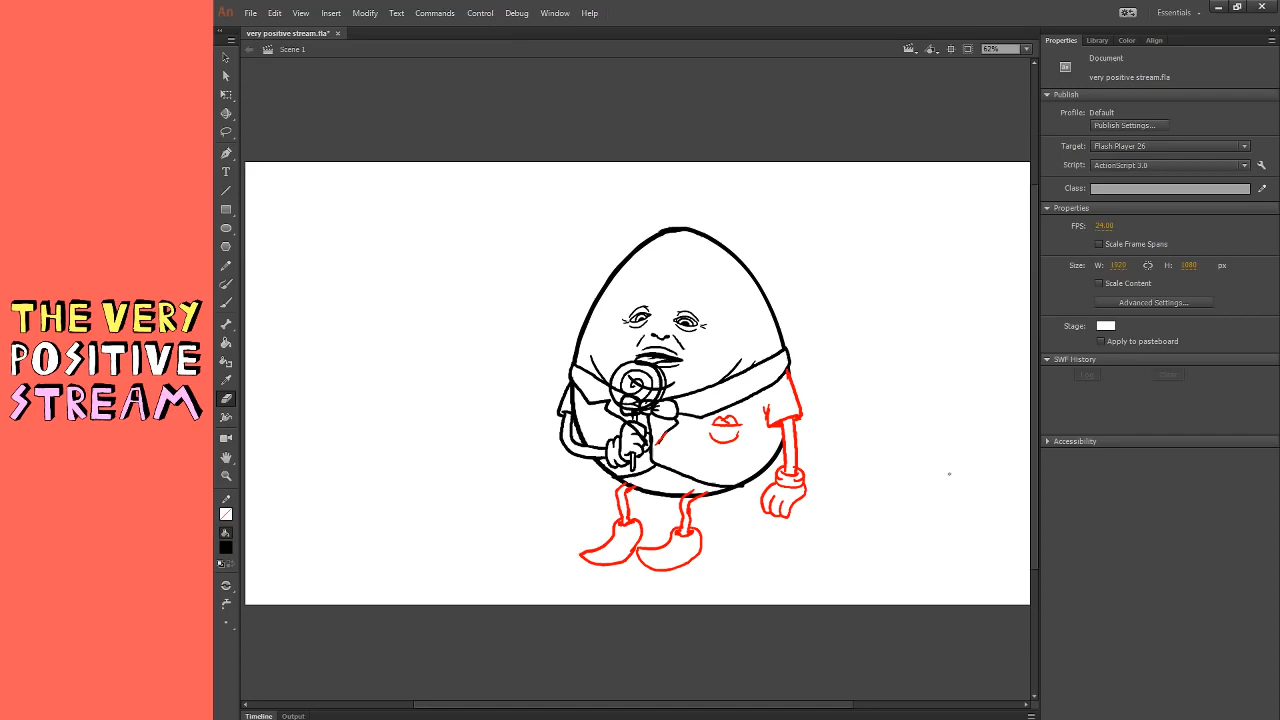 An File Edit View Insert Modify Text Commands Control Debug Window Help Essentials
very positive stream.fla* ×
Scene 1
62%
THE VERY
POSITIVE
STREAM
Properties Library Color Align
Document
very positive stream.fla
Publish
Profile: Default
Publish Settings...
Target: Flash Player 26
Script: ActionScript 3.0
Class:
Properties
FPS: 24.00
Scale Frame Spans
Size: W: 1920 H: 1080 px
Scale Content
Advanced Settings...
Stage:
Apply to pasteboard
SWF History
Log Clear
Accessibility
Timeline Output